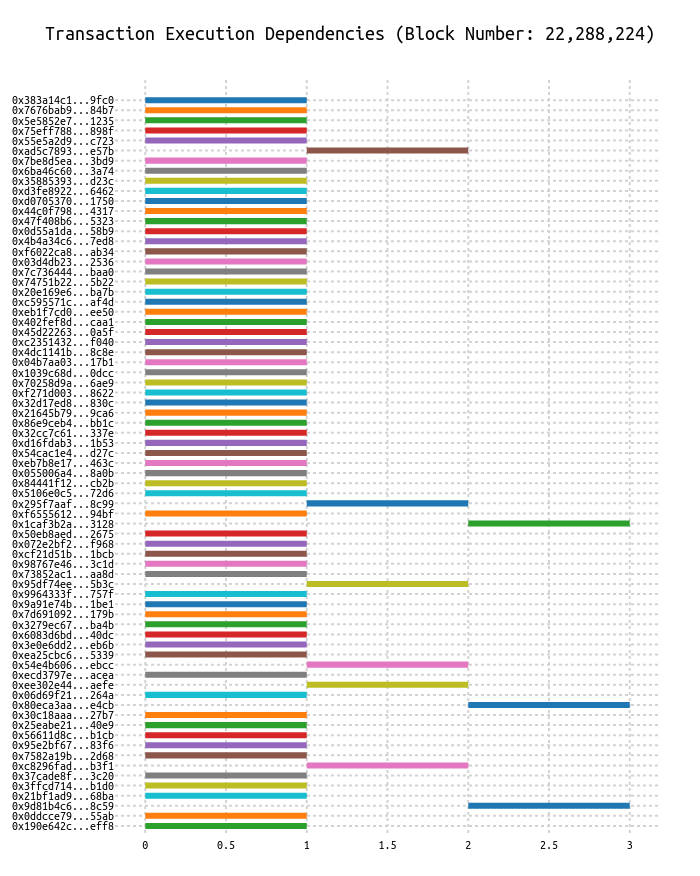 Transaction Execution Dependencies (Block Number: 22,288,224)
0x383a14c1...9fc0
0x7676bab9...84b7
0x5e5852e7...1235
0x75eff788...898f
0x55e5a2d9...c723
0xad5c7893...e57b
0x7be8d5ea...3bd9
0x6ba46c60...3a74
0x35885393...d23c
0xd3fe8922...6462
0xd0705370...1750
0x44c0f798...4317
0x47f408b6...5323
0x0d55a1da...58b9
0x4b4a34c6...7ed8
0xf6022ca8...ab34
0x03d4db23...2536
0x7c736444...baa0
0x74751b22...5b22
0x20e169e6...ba7b
0xc595571c...af4d
0xeb1f7cd0...ee50
0x402fef8d...caa1
0x45d22263...0a5f
0xc2351432...f040
0x4dc1141b...8c8e
0x04b7aa03...17b1
0x1039c68d...0dcc
0x70258d9a...6ae9
0xf271d003...8622
0x32d17ed8...830c
0x21645b79...9ca6
0x86e9ceb4...bb1c
0x32cc7c61...337e
0xd16fdab3...1b53
0x54cac1e4...d27c
0xeb7b8e17...463c
0x055006a4...8a0b
0x84441f12...cb2b
0x5106e0c5...72d6
0x295f7aaf...8c99
0xf6555612...94bf
0x1caf3b2a...3128
0x50eb8aed...2675
0x072e2bf2...f968
0xcf21d51b...1bcb
0x98767e46...3c1d
0x73852ac1...aa8d
0x95df74ee...5b3c
0x9964333f...757f
0x9a91e74b...1be1
0x7d691092...179b
0x3279ec67...ba4b
0x6083d6bd...40dc
0x3e0e6dd2...eb6b
0xea25cbc6...5339
0x54e4b606...ebcc
0xecd3797e...acea
0xee302e44...aefe
0x06d69f21...264a
0x80eca3aa...e4cb
0x30c18aaa...27b7
0x25eabe21...40e9
0x56611d8c...b1cb
0x95e2bf67...83f6
0x7582a19b...2d68
0xc8296fad...b3f1
0x37cade8f...3c20
0x3ffcd714...b1d0
0x21bf1ad9...68ba
0x9d81b4c6...8c59
0x0ddcce79...55ab
0x190e642c...eff8
0 0.5 1 1.5 2 2.5 3